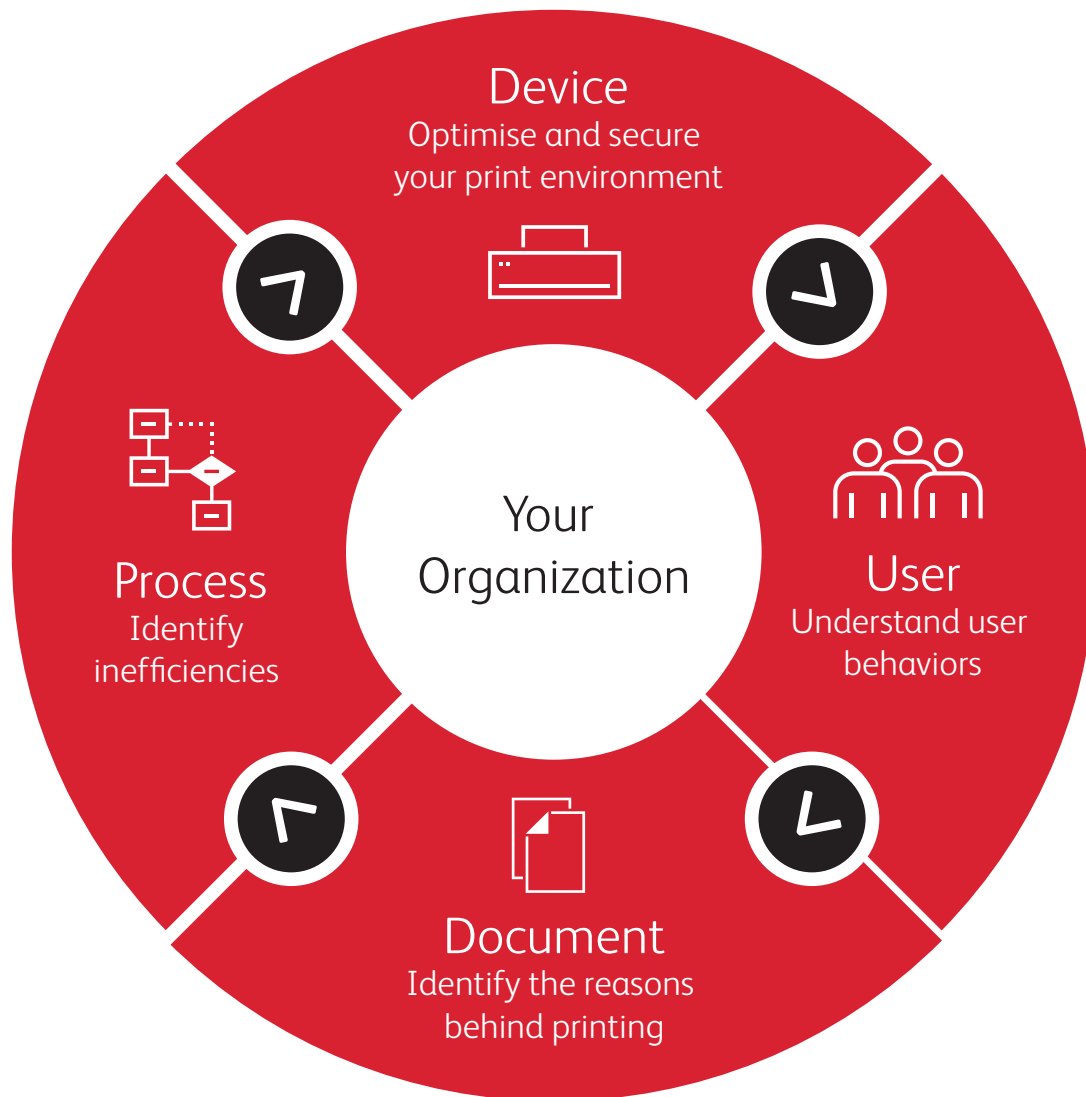 Device
Optimise and secure
your print environment
Your
Organization
Process
Identify
inefficiencies
User
Understand user
behaviors
Document
Identify the reasons
behind printing